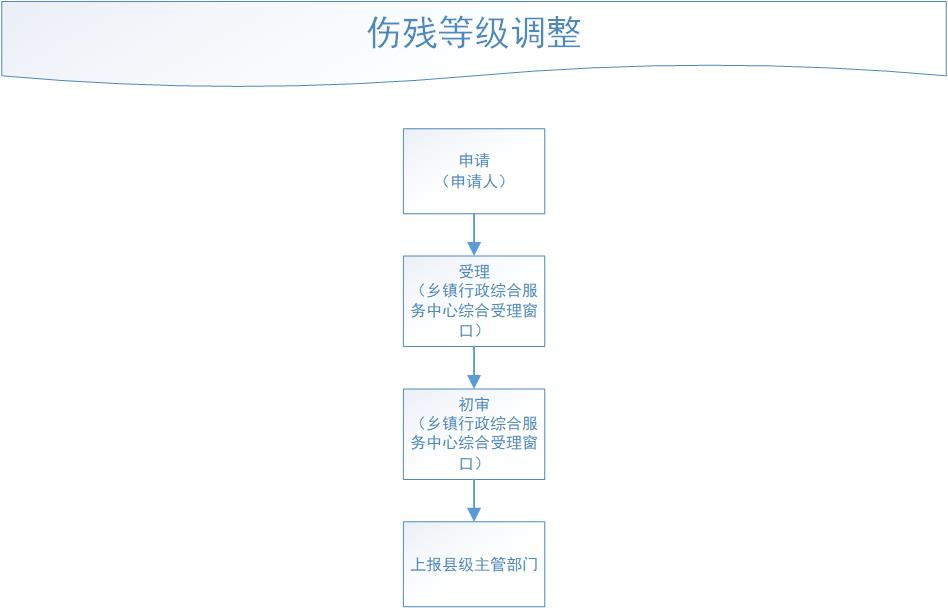 伤残等级调整
申请
（申请人）
受理
（乡镇行政综合服
务中心综合受理窗
口）
初审
（乡镇行政综合服
务中心综合受理窗
口）
上报县级主管部门